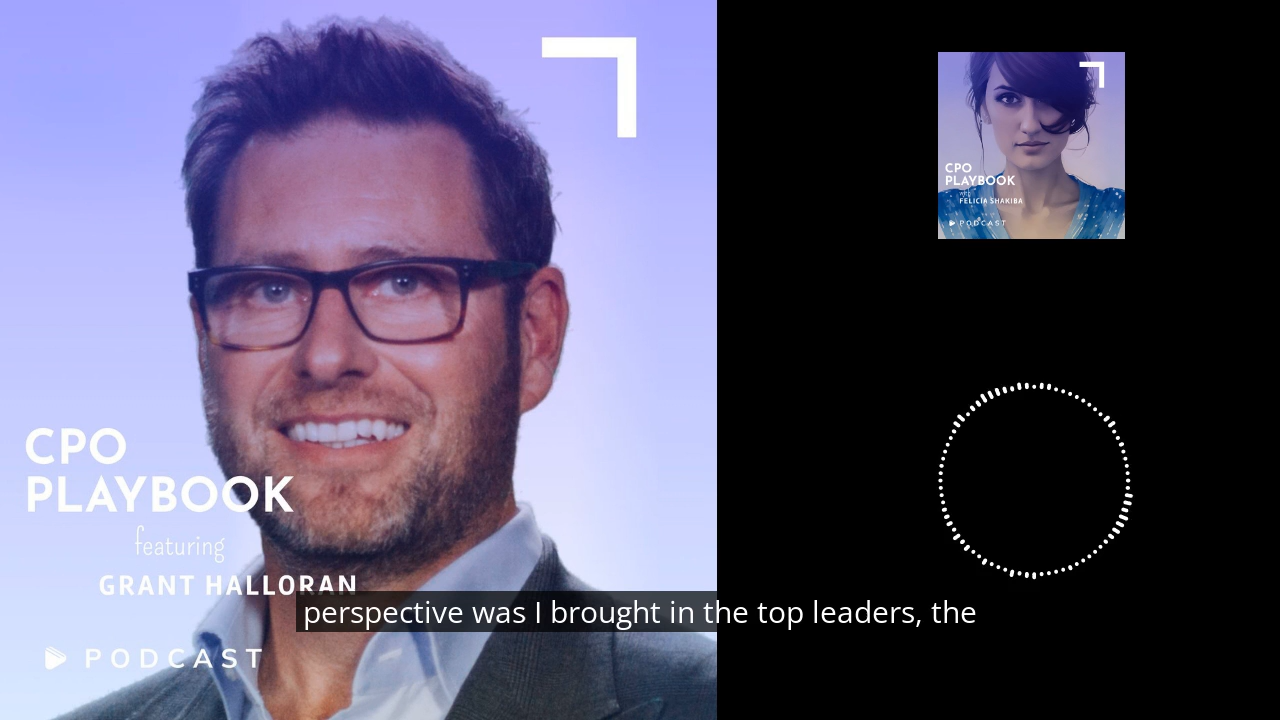 CPO
PLAYBOOK
featuring
GRANT HALLORAN
PODCAST
CPO
PLAYBOOK
with
FELICIA SHAKIBA
PODCAST
perspective was I brought in the top leaders, the